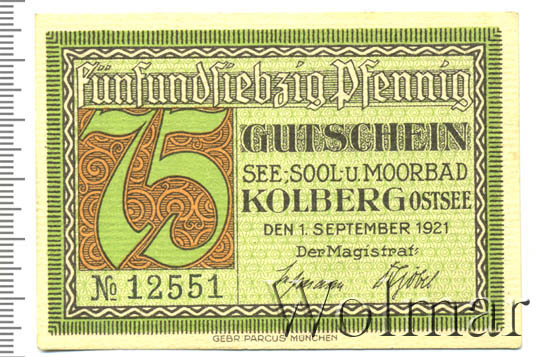 Fünfundsiebzig Pfennig
75
GUTSCHEIN
SEE-, SOOL- U. MOORBAD
KOLBERG OSTSEE
DEN 1. SEPTEMBER 1921
Der Magistrat:
№ 12551
GEBR PARCUS MÜNCHEN
Wolmar